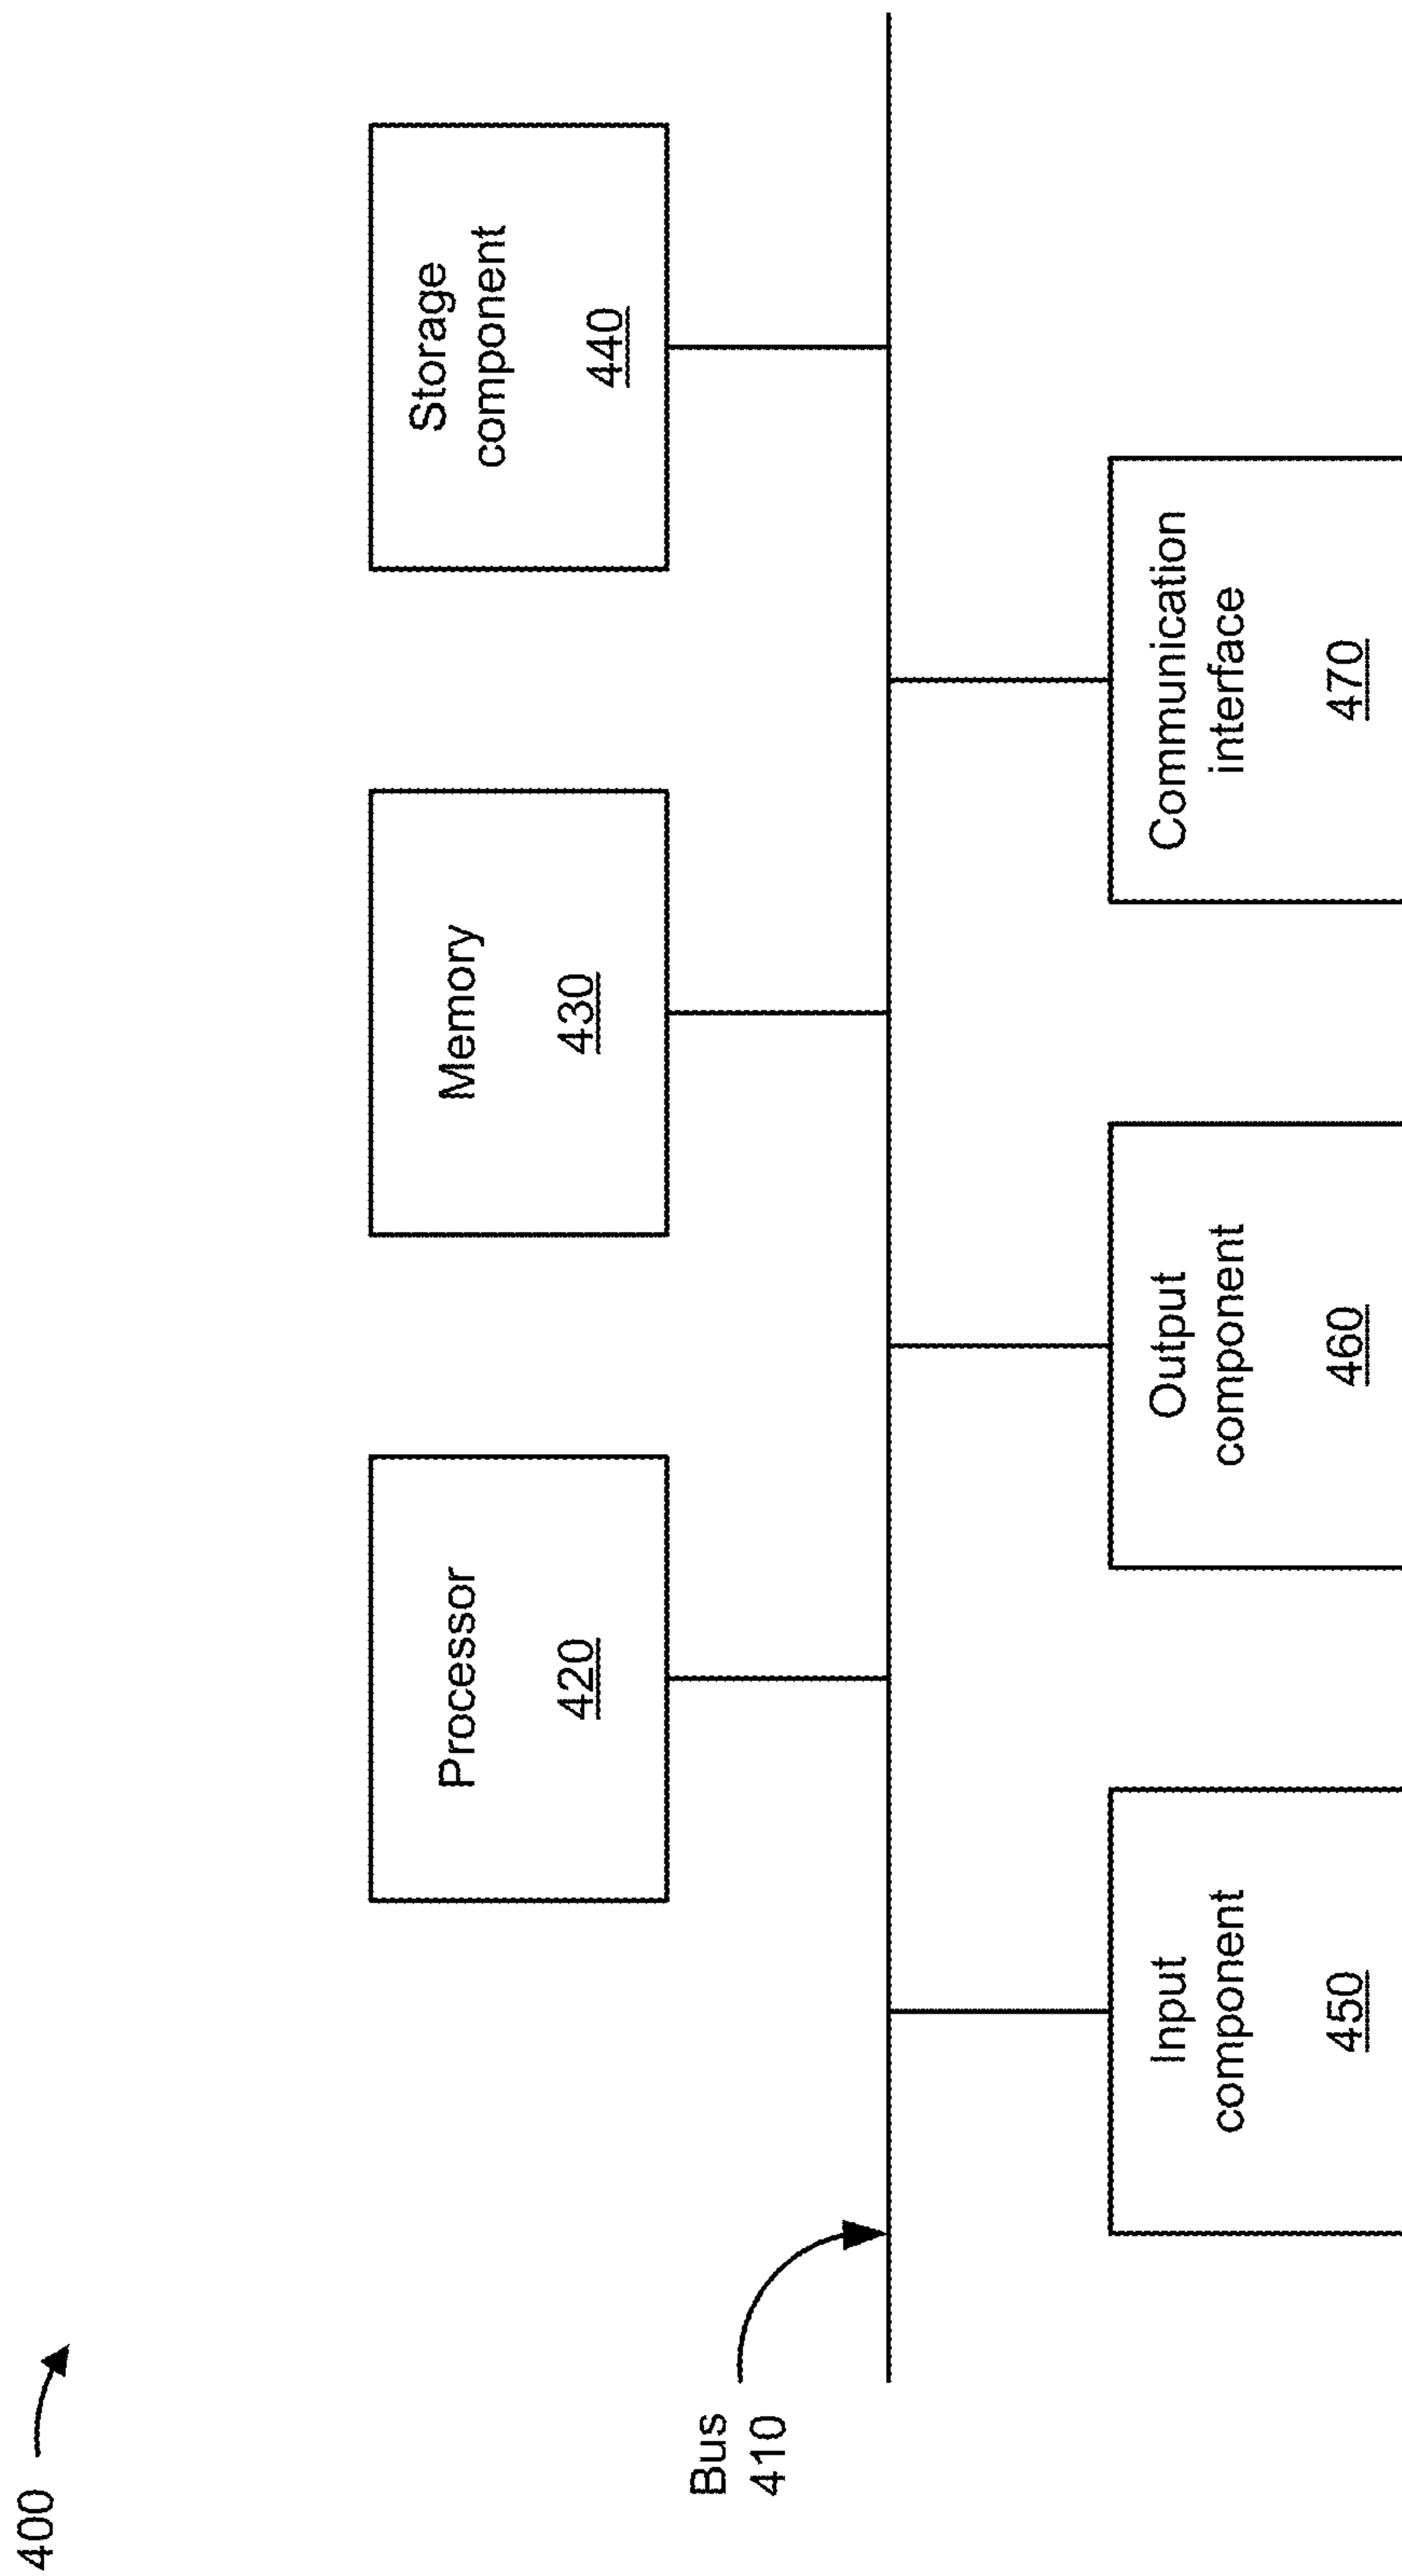 400
Processor
420
Memory
430
Storage
component
440
Bus
410
Input
component
450
Output
component
460
Communication
interface
470